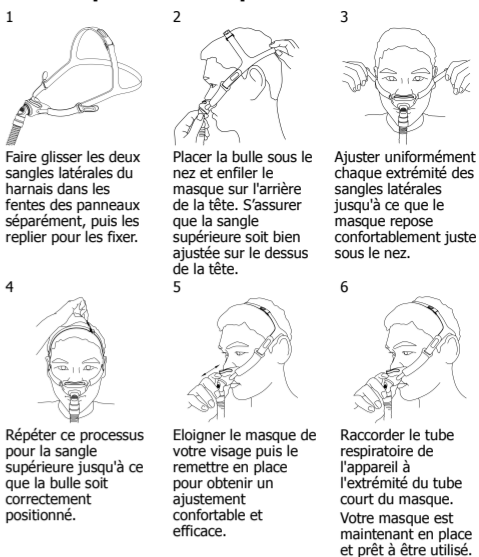 1
Faire glisser les deux
sangles latérales du
harnais dans les
fentes des panneaux
séparément, puis les
replier pour les fixer.
2
Placer la bulle sous le
nez et enfiler le
masque sur l'arrière
de la tête. S’assurer
que la sangle
supérieure soit bien
ajustée sur le dessus
de la tête.
3
Ajuster uniformément
chaque extrémité des
sangles latérales
jusqu'à ce que le
masque repose
confortablement juste
sous le nez.
4
Répéter ce processus
pour la sangle
supérieure jusqu'à ce
que la bulle soit
correctement
positionné.
5
Eloigner le masque de
votre visage puis le
remettre en place
pour obtenir un
ajustement
confortable et
efficace.
6
Raccorder le tube
respiratoire de
l'appareil à
l'extrémité du tube
court du masque.
Votre masque est
maintenant en place
et prêt à être utilisé.